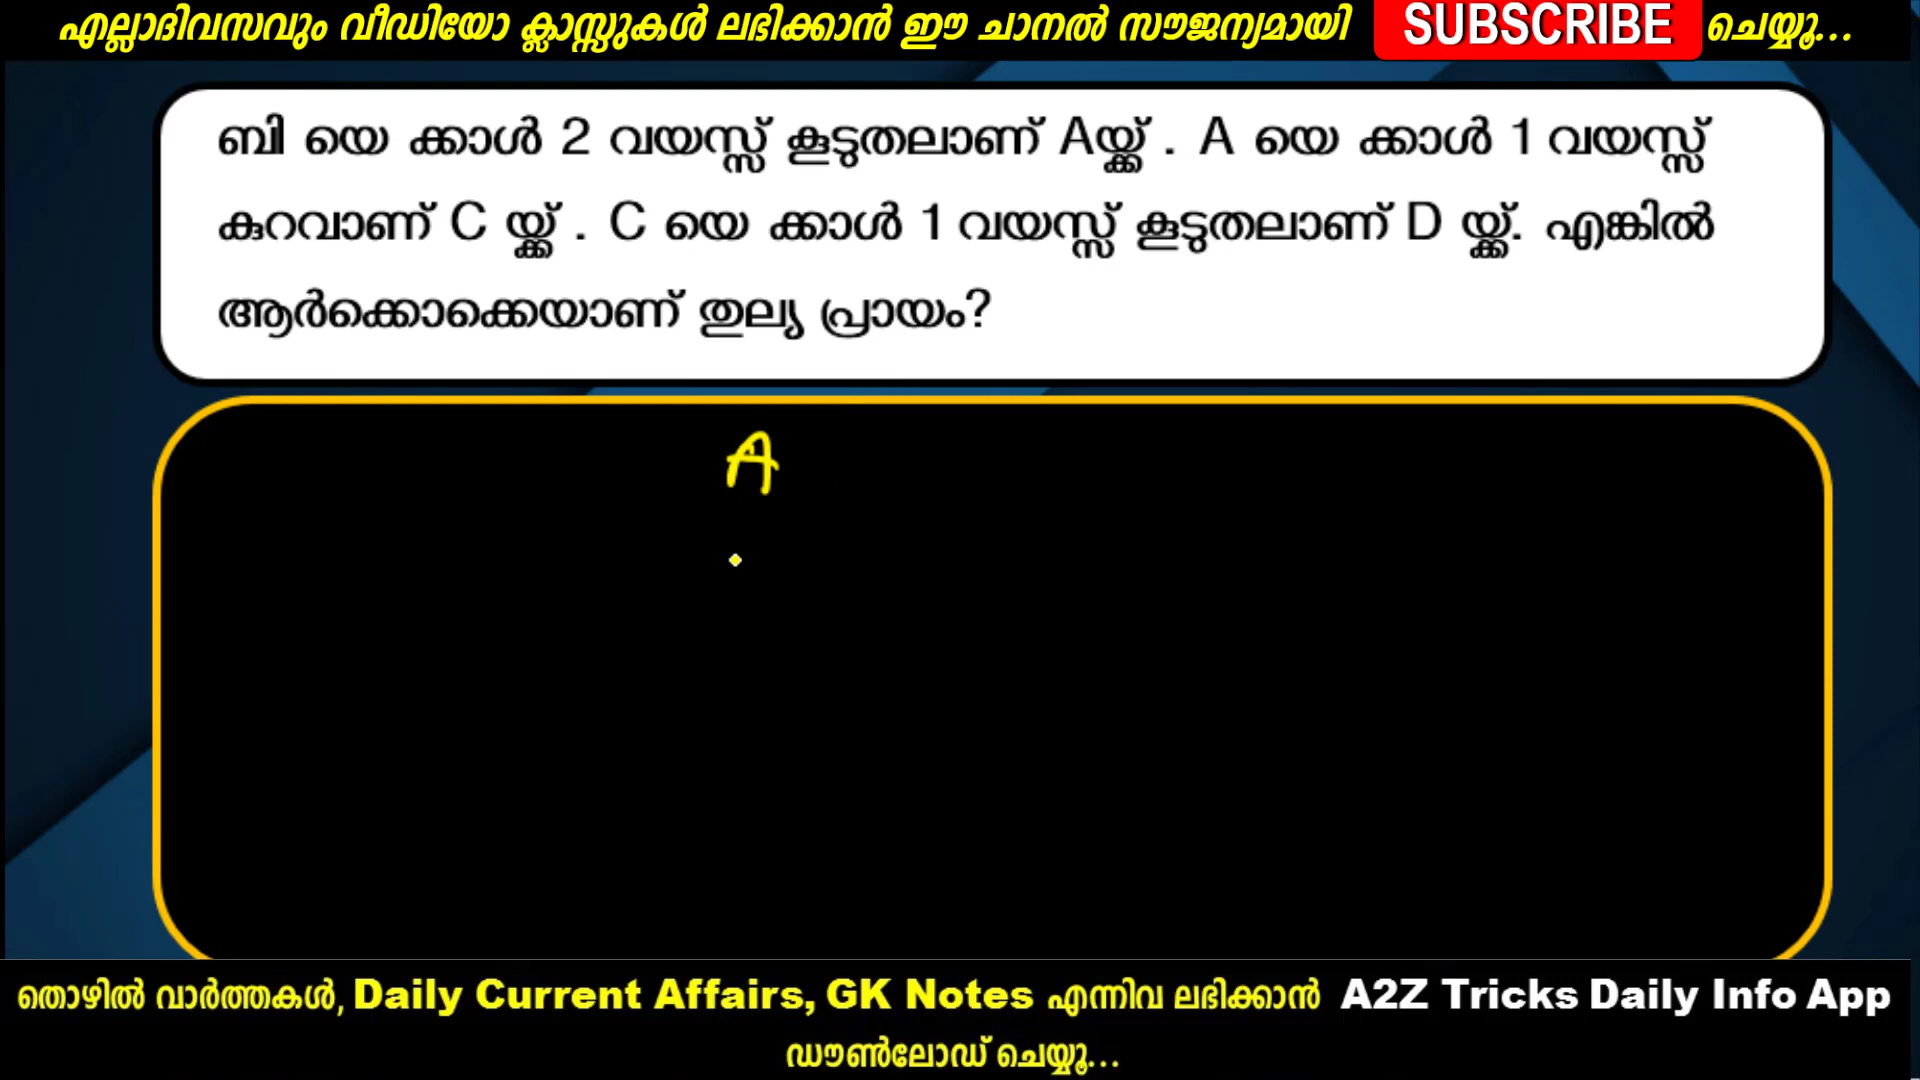 എല്ലാദിവസവും വീഡിയോ ക്ലാസ്സുകൾ ലഭിക്കാൻ ഈ ചാനൽ സൗജന്യമായി SUBSCRIBE ചെയ്യൂ...
ബി യെ ക്കാൾ 2 വയസ്സ് കൂടുതലാണ് Aയ്ക്ക് . A യെ ക്കാൾ 1 വയസ്സ്
കുറവാണ് C യ്ക്ക് . C യെ ക്കാൾ 1 വയസ്സ് കൂടുതലാണ് D യ്ക്ക്. എങ്കിൽ
ആർക്കൊക്കെയാണ് തുല്യ പ്രായം?
A
തൊഴിൽ വാർത്തകൾ, Daily Current Affairs, GK Notes എന്നിവ ലഭിക്കാൻ A2Z Tricks Daily Info App
ഡൗൺലോഡ് ചെയ്യൂ...